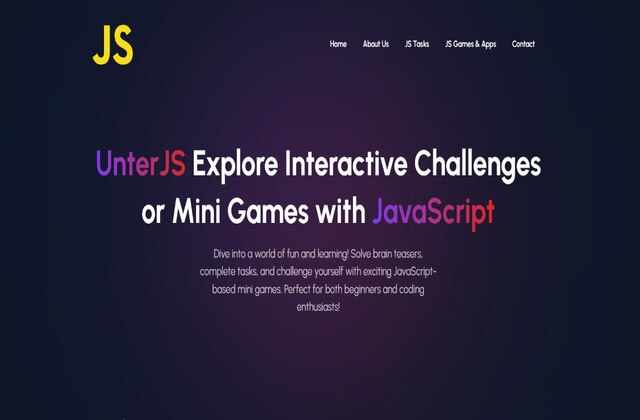 JS
Home About Us JS Tasks JS Games & Apps Contact
UnterJS Explore Interactive Challenges
or Mini Games with JavaScript
Dive into a world of fun and learning! Solve brain teasers,
complete tasks, and challenge yourself with exciting JavaScript-
based mini games. Perfect for both beginners and coding
enthusiasts!